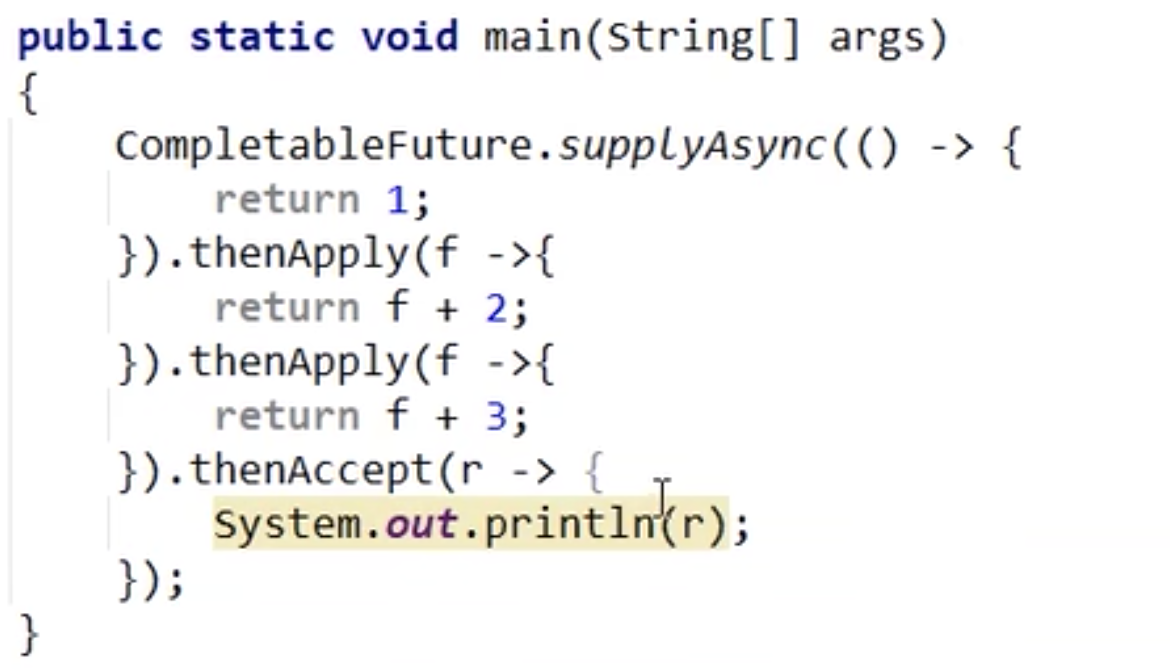 public static void main(String[] args)
{
    CompletableFuture.supplyAsync(() -> {
        return 1;
    }).thenApply(f ->{
        return f + 2;
    }).thenApply(f ->{
        return f + 3;
    }).thenAccept(r -> {
        System.out.println(r);
    });
}